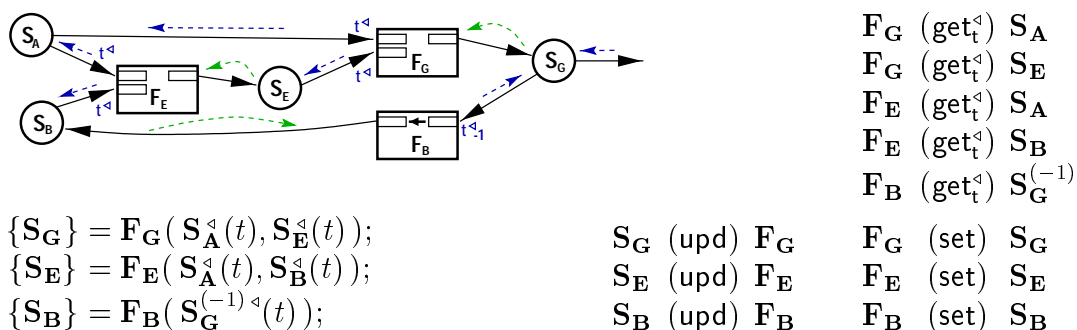 S_A
t^◃
t^◃
F_E
t^◃
S_B
S_E
t^◃
t^◃
F_G
S_G
t^◃_-1
F_B
F_G (get_t^◃) S_A
F_G (get_t^◃) S_E
F_E (get_t^◃) S_A
F_E (get_t^◃) S_B
F_B (get_t^◃) S_G^(−1)
{S_G} = F_G( S_A^◃(t), S_E^◃(t) );
{S_E} = F_E( S_A^◃(t), S_B^◃(t) );
{S_B} = F_B( S_G^(−1) ◃(t) );
S_G (upd) F_G
S_E (upd) F_E
S_B (upd) F_B
F_G (set) S_G
F_E (set) S_E
F_B (set) S_B